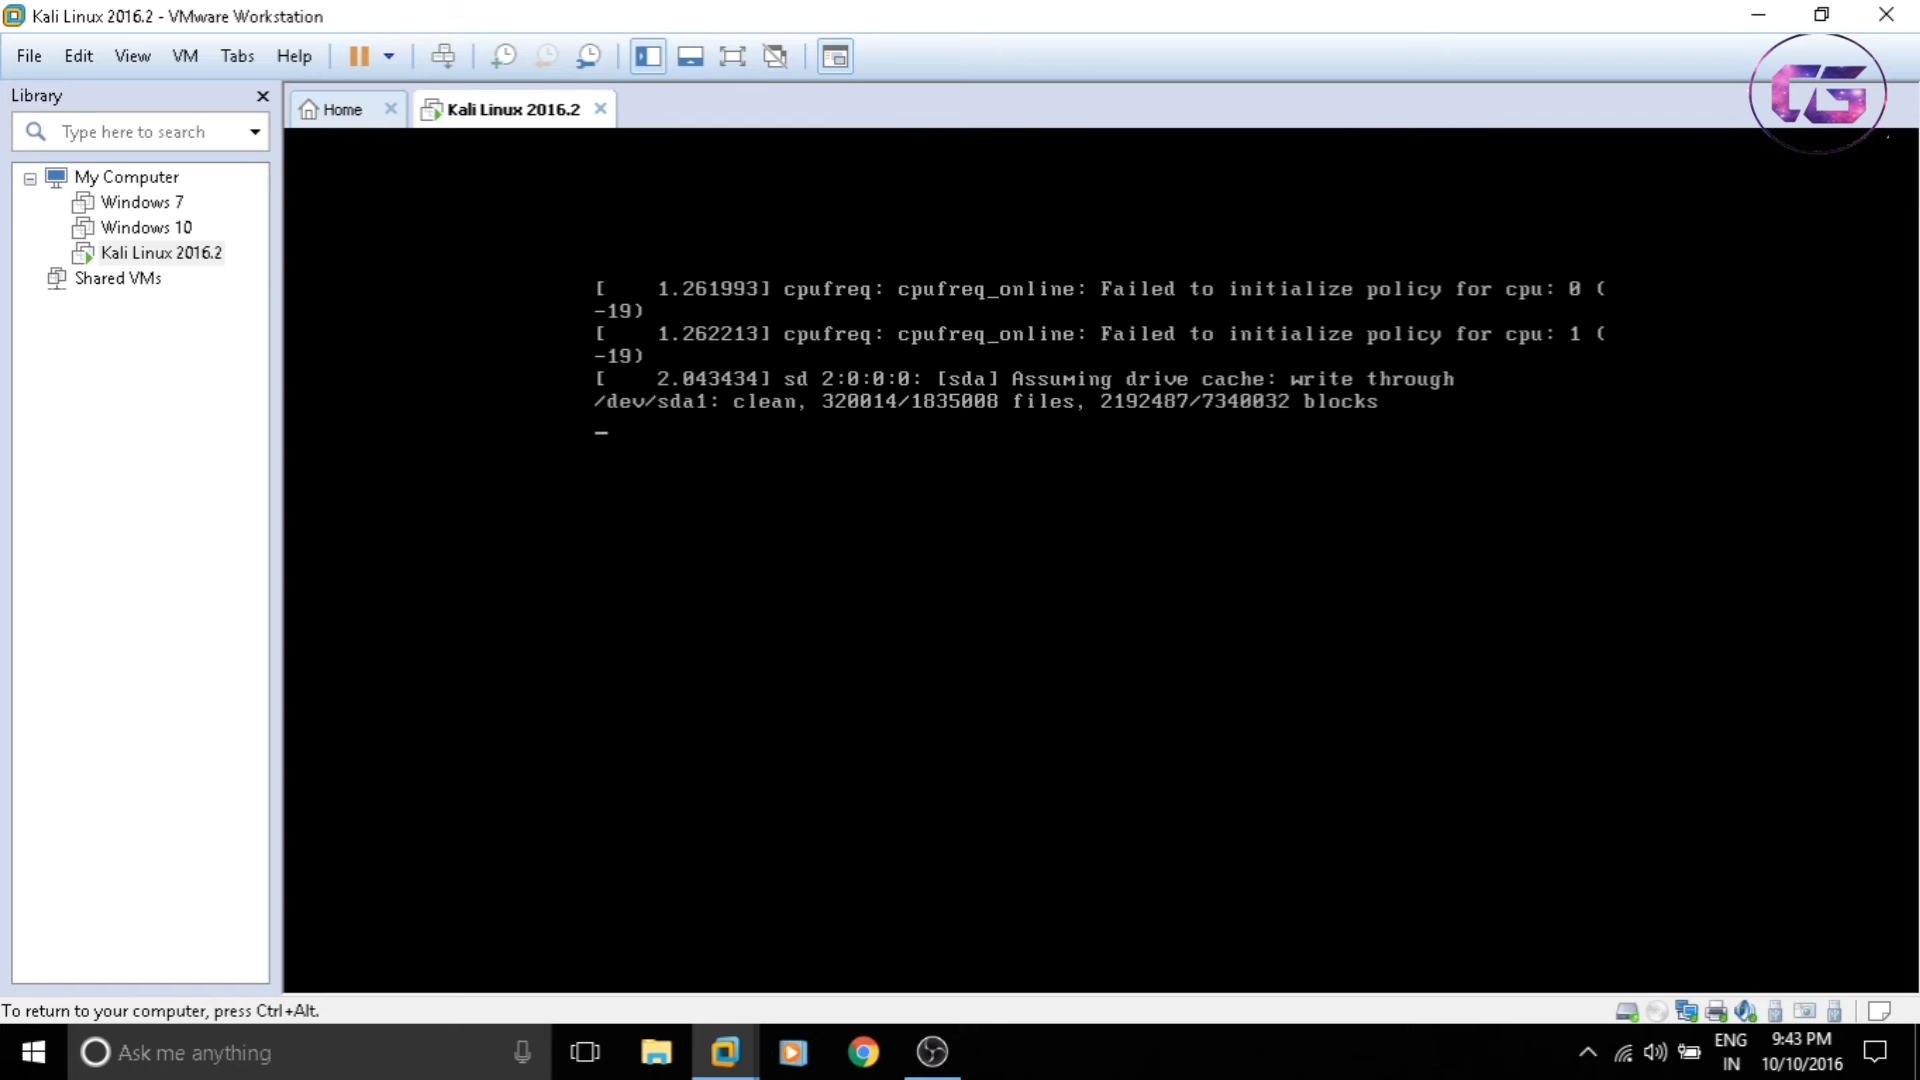 Kali Linux 2016.2 - VMware Workstation
File Edit View VM Tabs Help
Library
Type here to search
Home
Kali Linux 2016.2
My Computer
Windows 7
Windows 10
Kali Linux 2016.2
Shared VMs
[    1.261993] cpufreq: cpufreq_online: Failed to initialize policy for cpu: 0 (
-19)
[    1.262213] cpufreq: cpufreq_online: Failed to initialize policy for cpu: 1 (
-19)
[    2.043434] sd 2:0:0:0: [sda] Assuming drive cache: write through
/dev/sda1: clean, 320014/1835008 files, 2192487/7340032 blocks
_
CG
To return to your computer, press Ctrl+Alt.
Ask me anything
ENG
IN
9:43 PM
10/10/2016